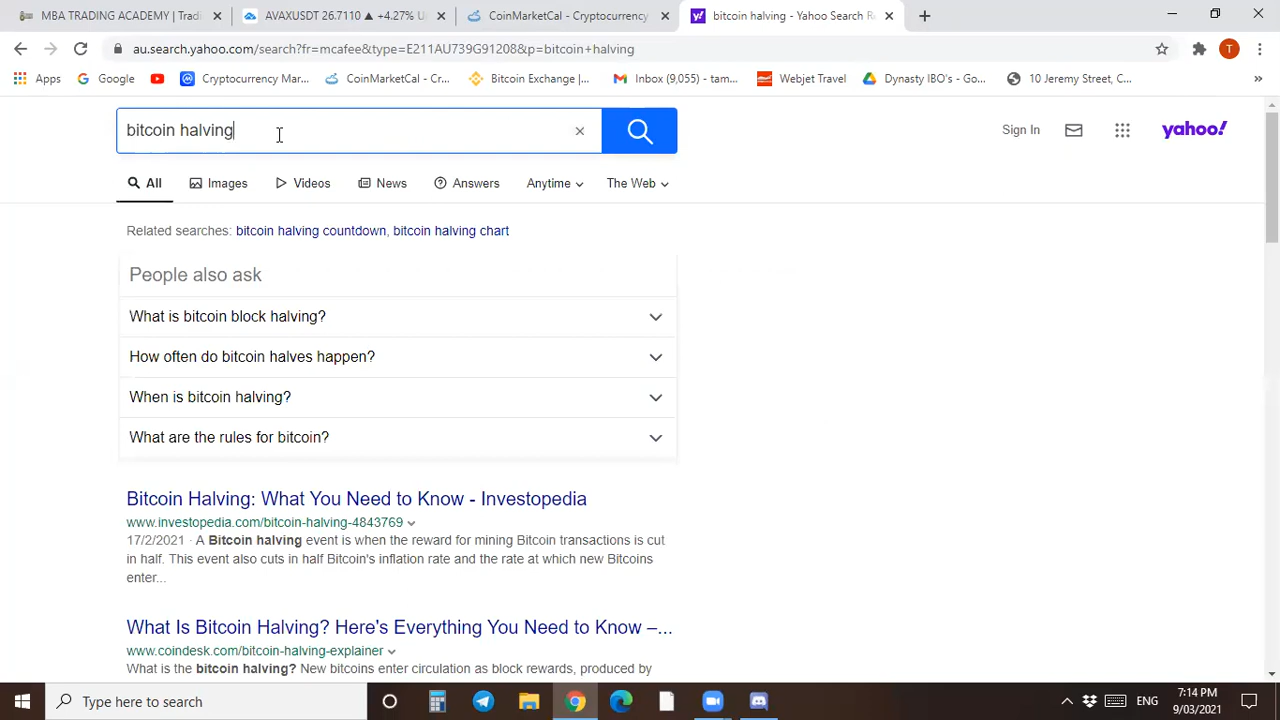 MBA TRADING ACADEMY | Tradi
AVAXUSDT 26.7110 ▲ +4.27% U
CoinMarketCal - Cryptocurrency
bitcoin halving - Yahoo Search Re
au.search.yahoo.com/search?fr=mcafee&type=E211AU739G91208&p=bitcoin+halving
T
Apps
Google
Cryptocurrency Mar...
CoinMarketCal - Cr...
Bitcoin Exchange |...
Inbox (9,055) - tam...
Webjet Travel
Dynasty IBO's - Go...
10 Jeremy Street, C...
»
bitcoin halving
Sign In
yahoo!
All
Images
Videos
News
Answers
Anytime
The Web
Related searches: bitcoin halving countdown, bitcoin halving chart
People also ask
What is bitcoin block halving?
How often do bitcoin halves happen?
When is bitcoin halving?
What are the rules for bitcoin?
Bitcoin Halving: What You Need to Know - Investopedia
www.investopedia.com/bitcoin-halving-4843769
17/2/2021 · A Bitcoin halving event is when the reward for mining Bitcoin transactions is cut
in half. This event also cuts in half Bitcoin's inflation rate and the rate at which new Bitcoins
enter...
What Is Bitcoin Halving? Here's Everything You Need to Know –...
www.coindesk.com/bitcoin-halving-explainer
What is the bitcoin halving? New bitcoins enter circulation as block rewards, produced by
Type here to search
ENG
7:14 PM
9/03/2021